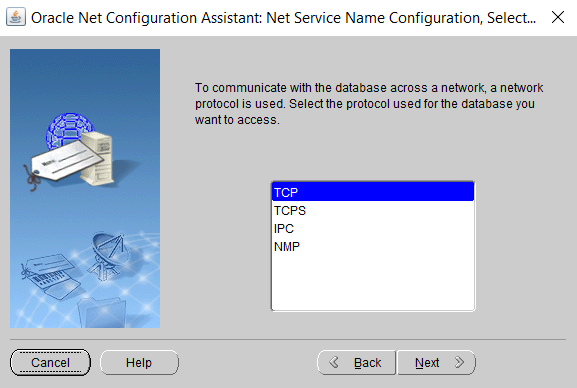 Oracle Net Configuration Assistant: Net Service Name Configuration, Select...
To communicate with the database across a network, a network
protocol is used. Select the protocol used for the database you
want to access.
TCP
TCPS
IPC
NMP
Cancel
Help
Back
Next